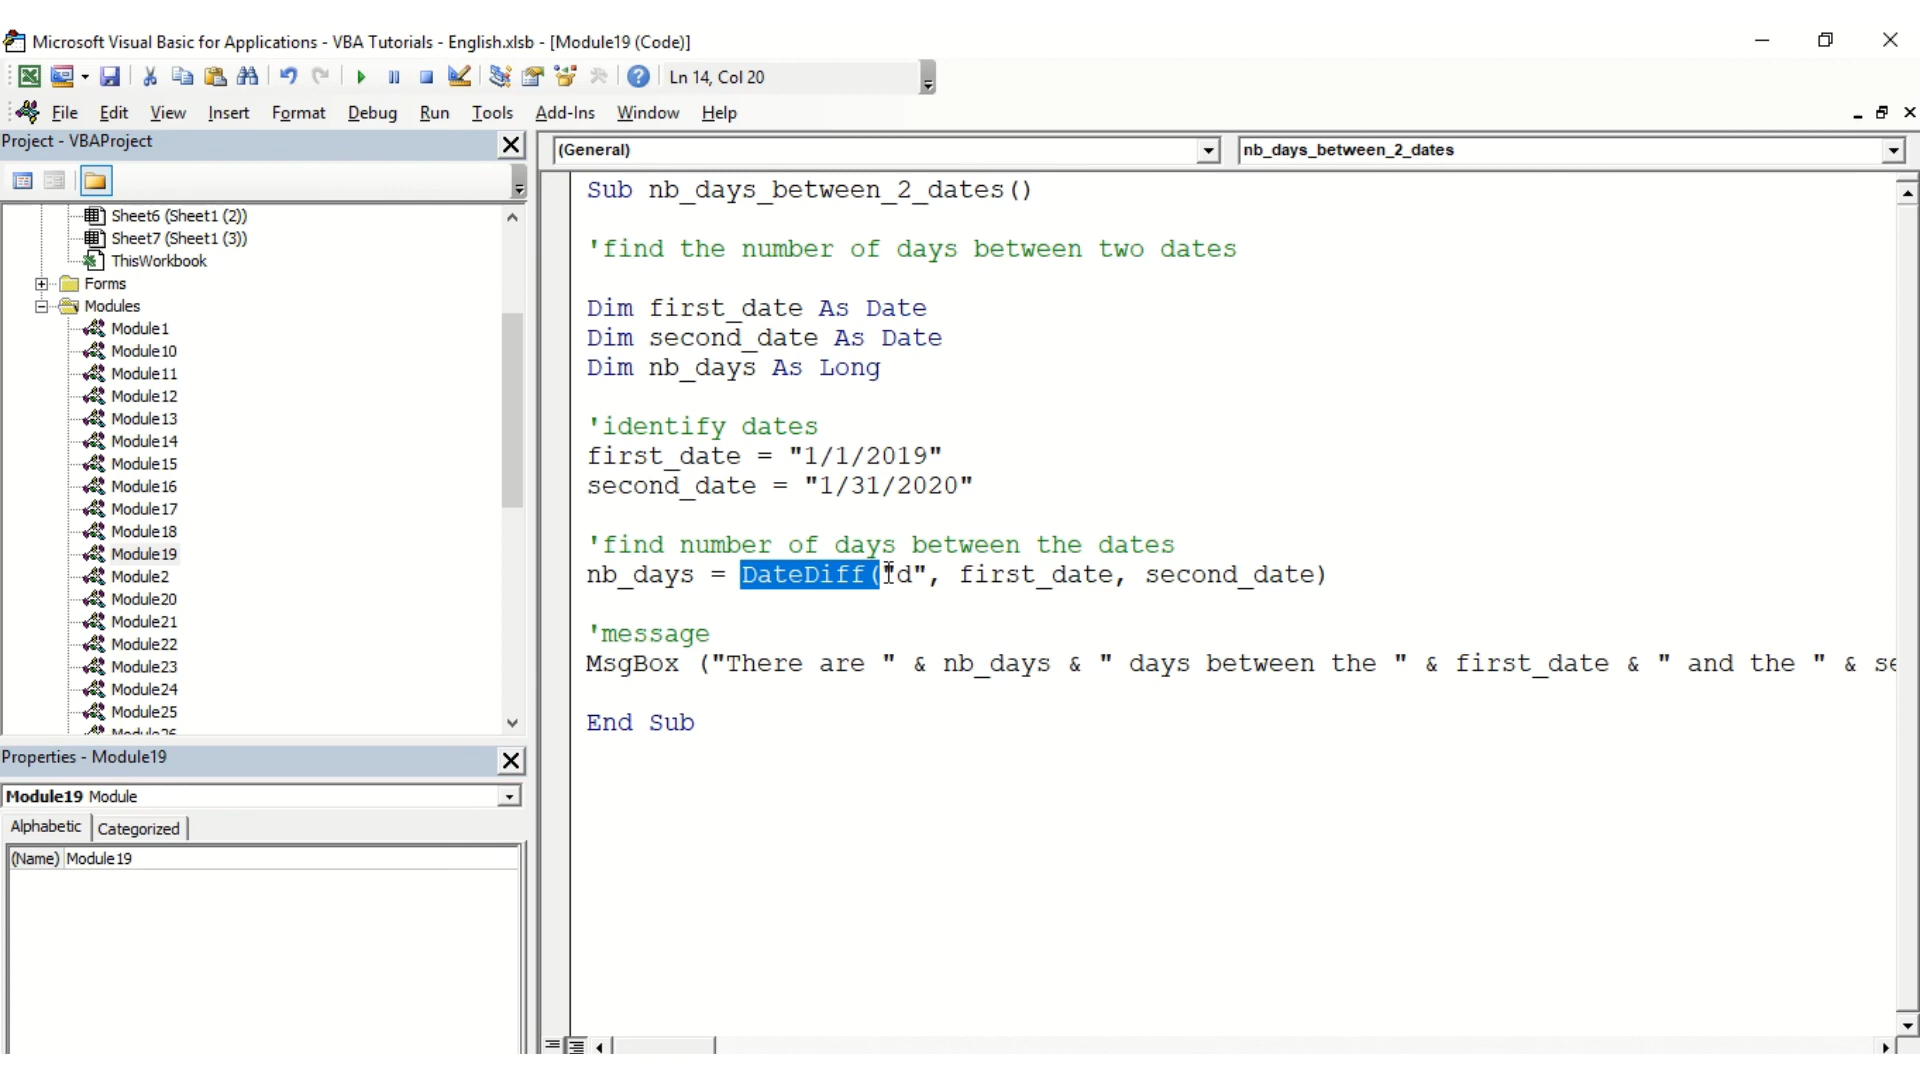 Microsoft Visual Basic for Applications - VBA Tutorials - English.xlsb - [Module19 (Code)]
Ln 14, Col 20
File Edit View Insert Format Debug Run Tools Add-Ins Window Help
Project - VBAProject
(General)
nb_days_between_2_dates
Sheet6 (Sheet1 (2))
Sheet7 (Sheet1 (3))
ThisWorkbook
Forms
Modules
Module1
Module10
Module11
Module12
Module13
Module14
Module15
Module16
Module17
Module18
Module19
Module2
Module20
Module21
Module22
Module23
Module24
Module25
Module26
Properties - Module19
Module19 Module
Alphabetic Categorized
(Name) Module19
Sub nb_days_between_2_dates()
'find the number of days between two dates
Dim first_date As Date
Dim second_date As Date
Dim nb_days As Long
'identify dates
first_date = "1/1/2019"
second_date = "1/31/2020"
'find number of days between the dates
nb_days = DateDiff("d", first_date, second_date)
'message
MsgBox ("There are " & nb_days & " days between the " & first_date & " and the " & se
End Sub